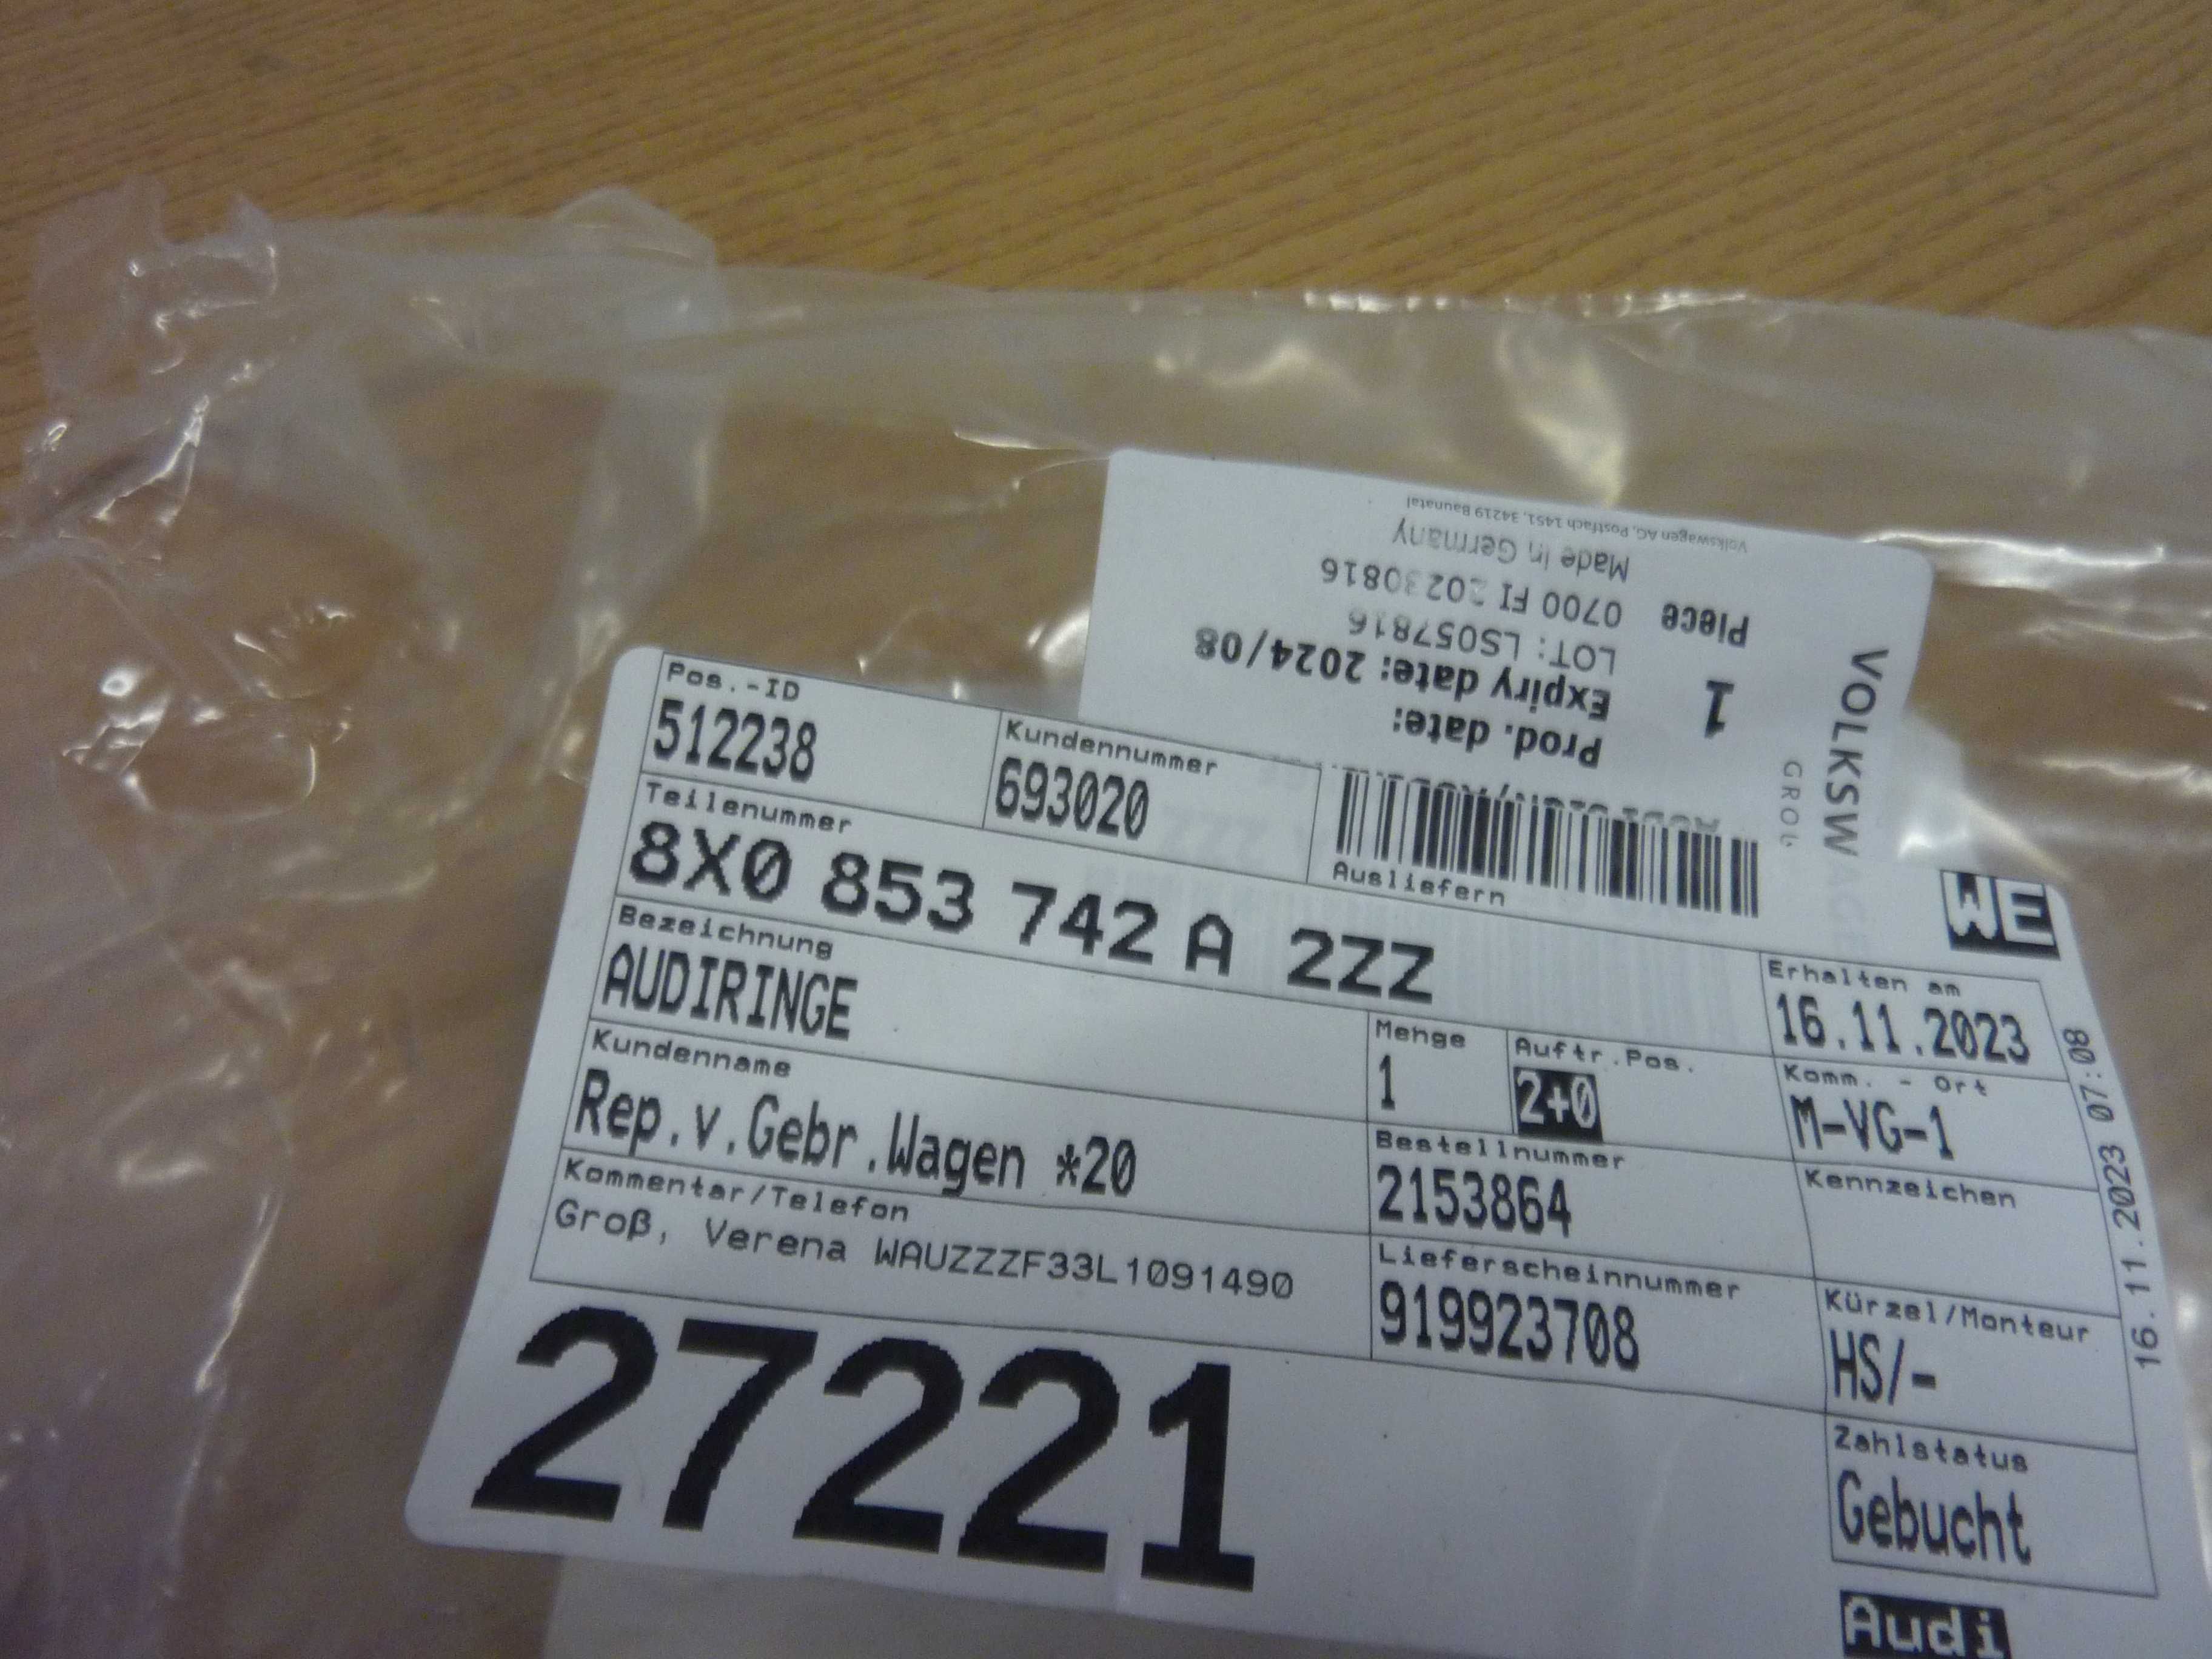 Volkswagen AG, Postfach 1451, 34219 Baunatal
Made in Germany
0700 FI 20230816
LOT: LS057816
Expiry date: 2024/08
Prod. date:
1 Piece
VOLKSWAGE
GROU
Pos.-ID
512238
Kundennummer
693020
Ausliefern
WE
Teilenummer
8X0 853 742 A 2ZZ
Erhalten am
16.11.2023
Bezeichnung
AUDIRINGE
Menge
1
Auftr.Pos.
2+0
Komm. - Ort
M-VG-1
Kundenname
Rep.v.Gebr.Wagen *20
Bestellnummer
2153864
Kennzeichen
Kommentar/Telefon
Groß, Verena WAUZZZF33L1091490
Lieferscheinnummer
919923708
Kürzel/Monteur
HS/-
27221
Zahlstatus
Gebucht
Audi
16.11.2023 07:08